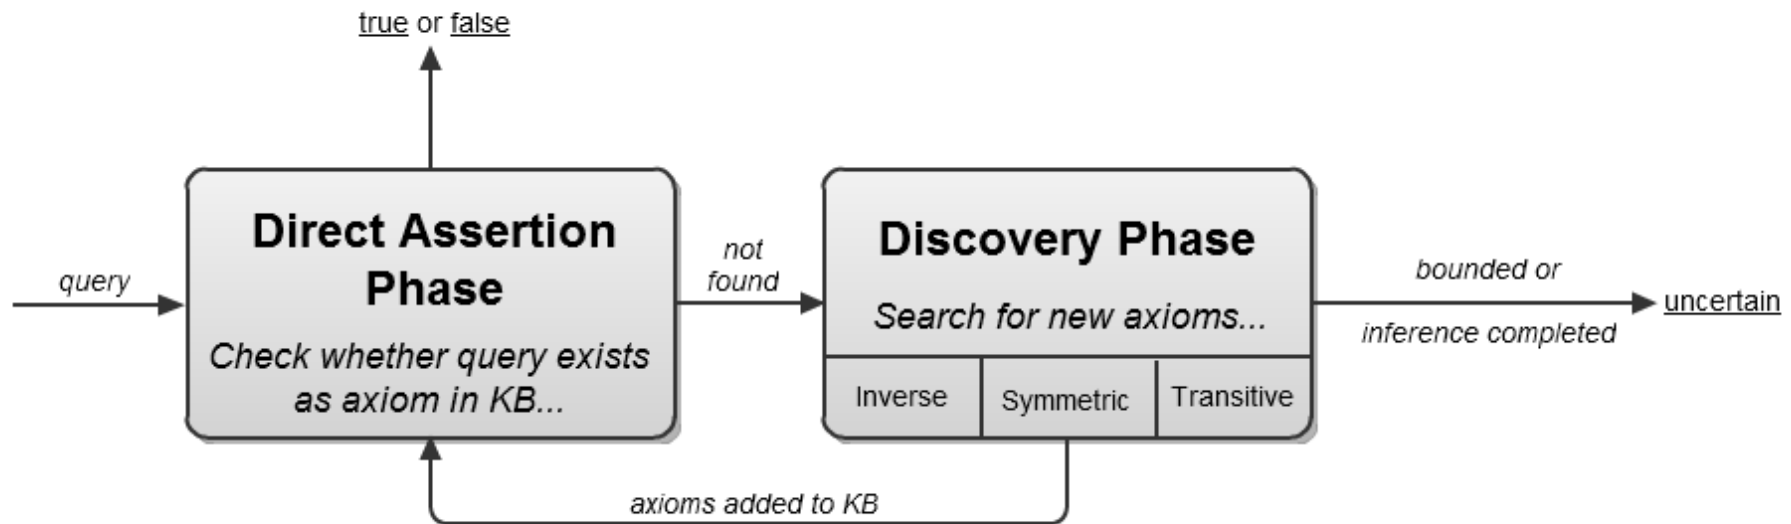 true or false
query
Direct Assertion
Phase
Check whether query exists
as axiom in KB...
not
found
Discovery Phase
Search for new axioms...
Inverse
Symmetric
Transitive
bounded or
inference completed
uncertain
axioms added to KB